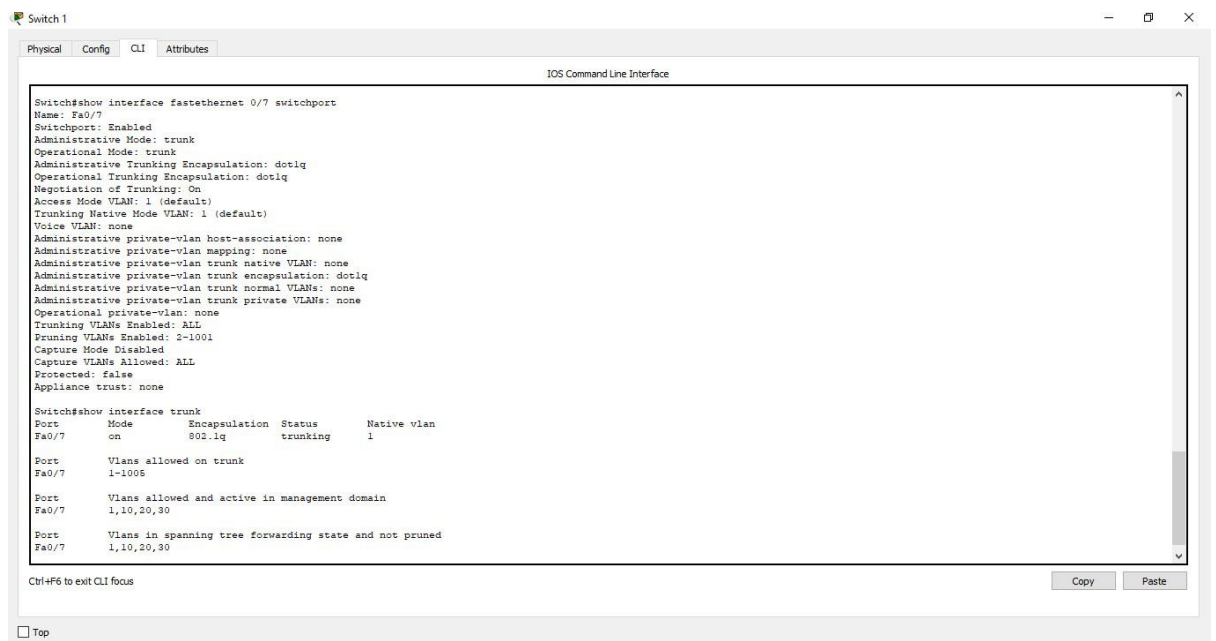 Switch 1
Physical Config CLI Attributes
IOS Command Line Interface
Switch#show interface fastethernet 0/7 switchport
Name: Fa0/7
Switchport: Enabled
Administrative Mode: trunk
Operational Mode: trunk
Administrative Trunking Encapsulation: dot1q
Operational Trunking Encapsulation: dot1q
Negotiation of Trunking: On
Access Mode VLAN: 1 (default)
Trunking Native Mode VLAN: 1 (default)
Voice VLAN: none
Administrative private-vlan host-association: none
Administrative private-vlan mapping: none
Administrative private-vlan trunk native VLAN: none
Administrative private-vlan trunk encapsulation: dot1q
Administrative private-vlan trunk normal VLANs: none
Administrative private-vlan trunk private VLANs: none
Operational private-vlan: none
Trunking VLANs Enabled: ALL
Pruning VLANs Enabled: 2-1001
Capture Mode Disabled
Capture VLANs Allowed: ALL
Protected: false
Appliance trust: none
Switch#show interface trunk
Port Mode Encapsulation Status Native vlan
Fa0/7 on 802.1q trunking 1
Port Vlans allowed on trunk
Fa0/7 1-1005
Port Vlans allowed and active in management domain
Fa0/7 1,10,20,30
Port Vlans in spanning tree forwarding state and not pruned
Fa0/7 1,10,20,30
Ctrl+F6 to exit CLI focus
Copy Paste
Top